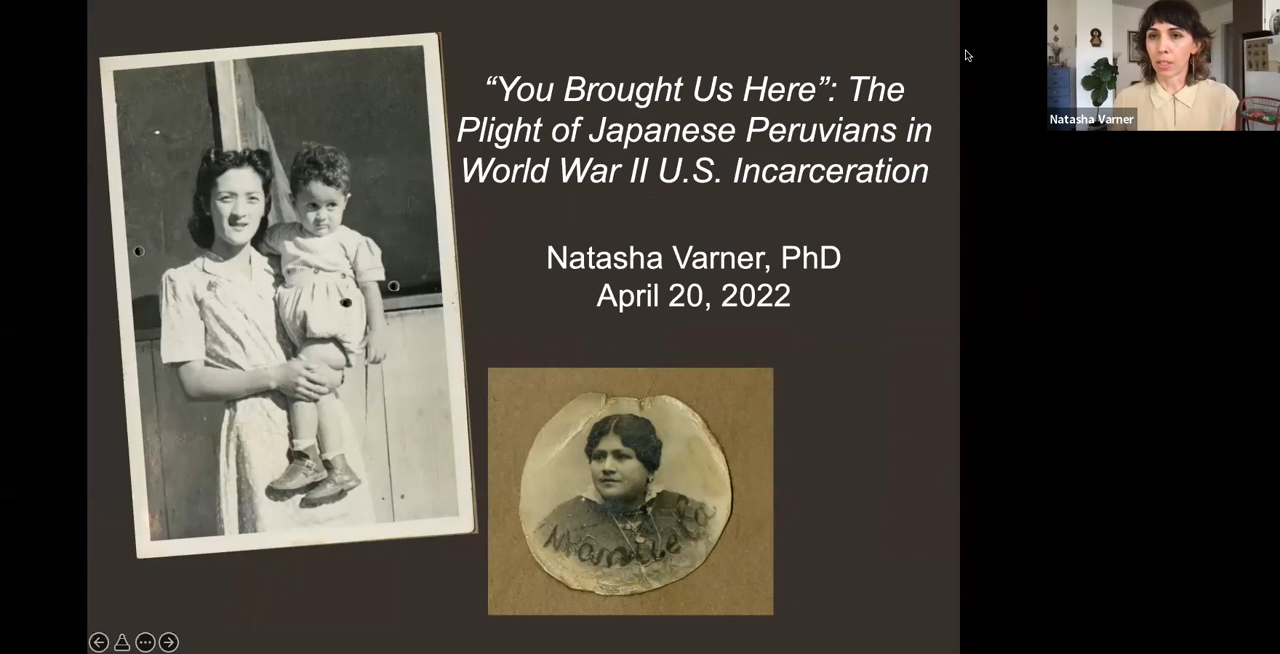 “You Brought Us Here”: The
Plight of Japanese Peruvians in
World War II U.S. Incarceration
Natasha Varner, PhD
April 20, 2022
Natasha Varner